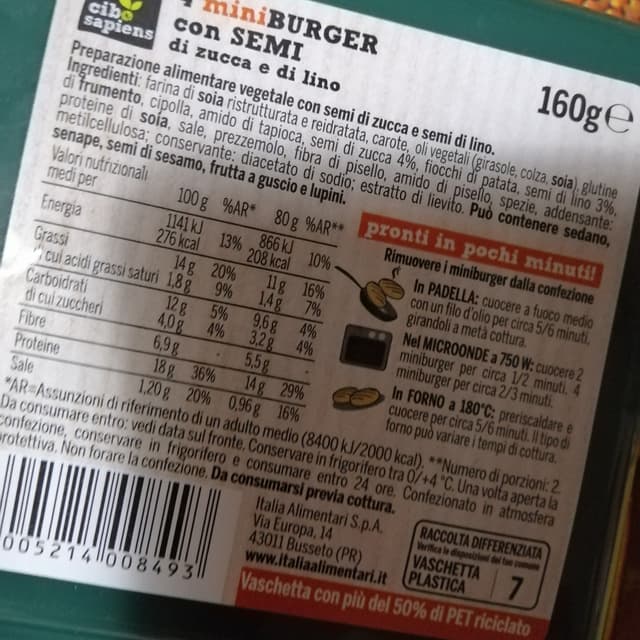 cibo
sapiens
4 miniBURGER
con SEMI
di zucca e di lino
160g e
Preparazione alimentare vegetale con semi di zucca e semi di lino.
Ingredienti: farina di soia ristrutturata e reidratata, carote, oli vegetali (girasole, colza, soia), glutine
di frumento, cipolla, amido di tapioca, semi di zucca 4%, fiocchi di patata, semi di lino 3%,
proteine di soia, sale, prezzemolo, fibra di pisello, amido di pisello, spezie, addensante:
metilcellulosa; conservante: diacetato di sodio; estratto di lievito. Può contenere sedano,
senape, semi di sesamo, frutta a guscio e lupini.
Valori nutrizionali
medi per 100 g %AR* 80 g %AR**
Energia 1141 kJ 866 kJ
276 kcal 13% 208 kcal 10%
Grassi 14 g 20% 11 g 16%
di cui acidi grassi saturi 1,8 g 9% 1,4 g 7%
Carboidrati 12 g 5% 9,6 g 4%
di cui zuccheri 4,0 g 4% 3,2 g 4%
Fibre 6,9 g - 5,5 g -
Proteine 18 g 36% 14 g 29%
Sale 1,20 g 20% 0,96 g 16%
pronti in pochi minuti!
Rimuovere i miniburger dalla confezione
In PADELLA: cuocere a fuoco medio
con un filo d'olio per circa 5/6 minuti,
girandoli a metà cottura.
Nel MICROONDE a 750 W: cuocere 2
miniburger per circa 1/2 minuti. 4
miniburger per circa 2/3 minuti.
In FORNO a 180°C: preriscaldare e
cuocere per circa 5/6 minuti. Il tipo di
forno può variare i tempi di cottura.
*AR=Assunzioni di riferimento di un adulto medio (8400 kJ/2000 kcal). **Numero di porzioni: 2.
Da consumare entro: vedi data sul fronte. Conservare in frigorifero tra 0/+4 °C. Una volta aperta la
confezione, conservare in frigorifero e consumare entro 24 ore. Confezionato in atmosfera
protettiva. Non forare la confezione. Da consumarsi previa cottura.
Italia Alimentari S.p.A.
Via Europa, 14
43011 Busseto (PR)
www.italiaalimentari.it
RACCOLTA DIFFERENZIATA
Verifica le disposizioni del tuo comune
VASCHETTA
PLASTICA 7
005214 008493
Vaschetta con più del 50% di PET riciclato